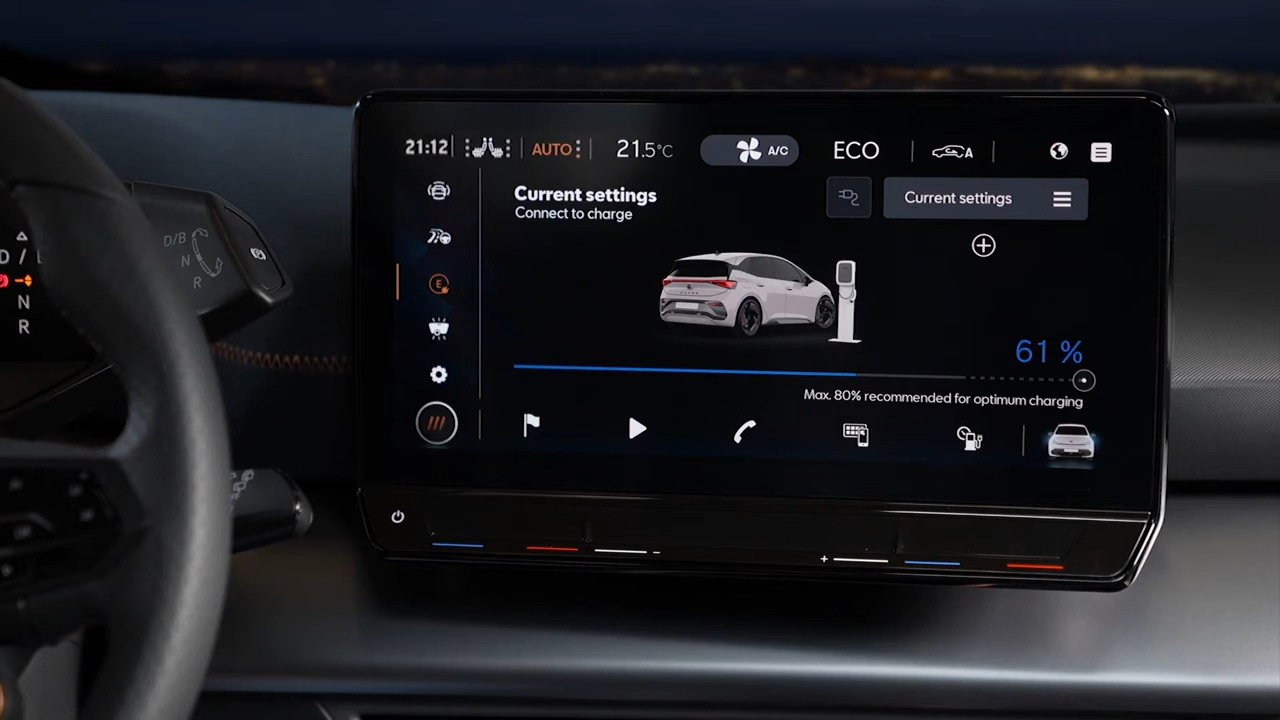 21:12 AUTO 21.5°C A/C ECO A
Current settings
Connect to charge
Current settings
E
61 %
Max. 80% recommended for optimum charging
D/B
N
R
D /
N
R
- +